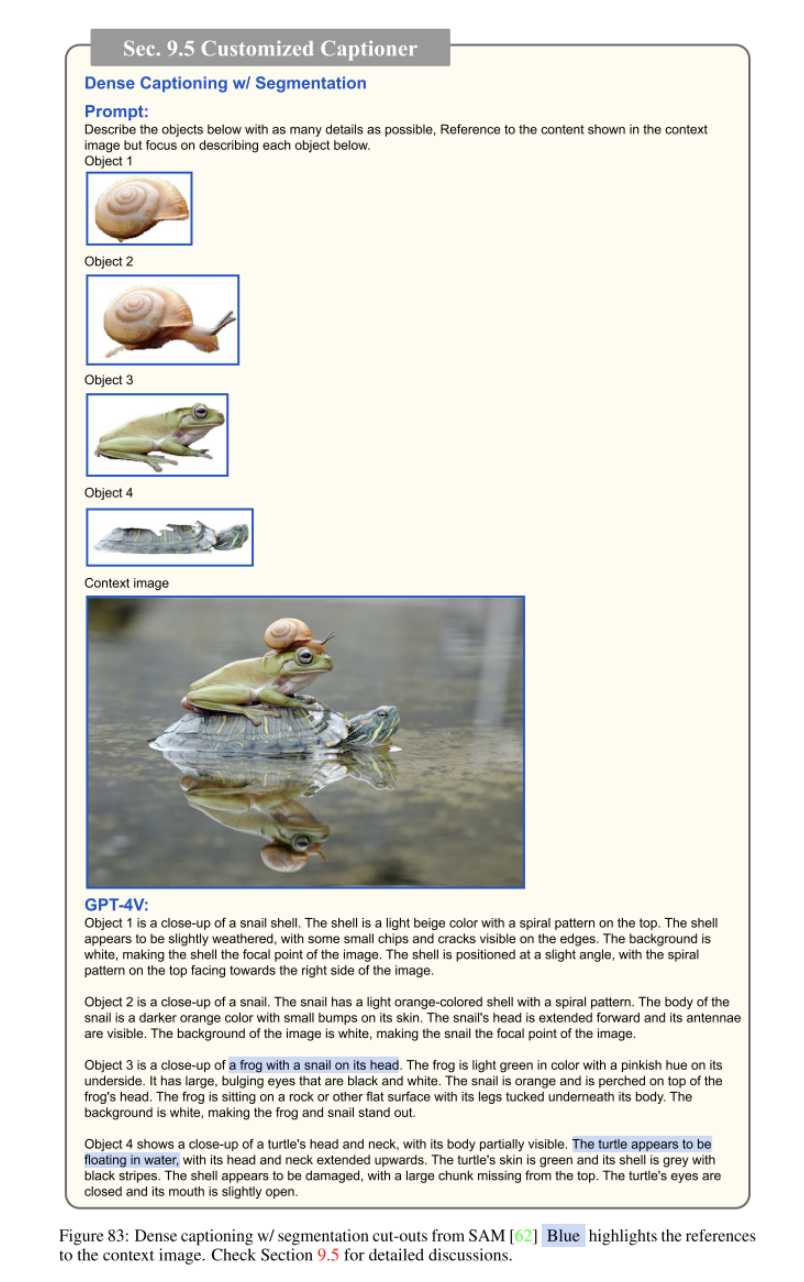 Sec. 9.5 Customized Captioner
Dense Captioning w/ Segmentation
Prompt:
Describe the objects below with as many details as possible, Reference to the content shown in the context
image but focus on describing each object below.
Object 1
Object 2
Object 3
Object 4
Context image
GPT-4V:
Object 1 is a close-up of a snail shell. The shell is a light beige color with a spiral pattern on the top. The shell
appears to be slightly weathered, with some small chips and cracks visible on the edges. The background is
white, making the shell the focal point of the image. The shell is positioned at a slight angle, with the spiral
pattern on the top facing towards the right side of the image.
Object 2 is a close-up of a snail. The snail has a light orange-colored shell with a spiral pattern. The body of the
snail is a darker orange color with small bumps on its skin. The snail's head is extended forward and its antennae
are visible. The background of the image is white, making the snail the focal point of the image.
Object 3 is a close-up of a frog with a snail on its head. The frog is light green in color with a pinkish hue on its
underside. It has large, bulging eyes that are black and white. The snail is orange and is perched on top of the
frog's head. The frog is sitting on a rock or other flat surface with its legs tucked underneath its body. The
background is white, making the frog and snail stand out.
Object 4 shows a close-up of a turtle's head and neck, with its body partially visible. The turtle appears to be
floating in water, with its head and neck extended upwards. The turtle's skin is green and its shell is grey with
black stripes. The shell appears to be damaged, with a large chunk missing from the top. The turtle's eyes are
closed and its mouth is slightly open.
Figure 83: Dense captioning w/ segmentation cut-outs from SAM [62] Blue highlights the references
to the context image. Check Section 9.5 for detailed discussions.